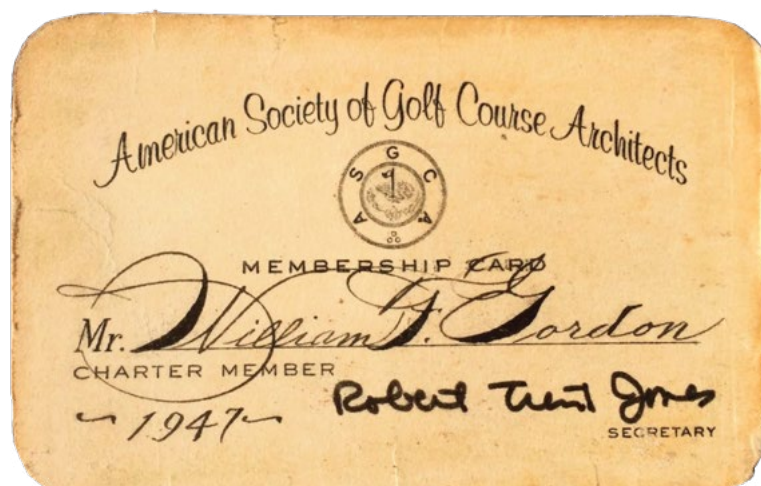 American Society of Golf Course Architects
A S G C A
MEMBERSHIP CARD
Mr. William F. Gordon
CHARTER MEMBER
~1947~
Robert Trent Jones
SECRETARY